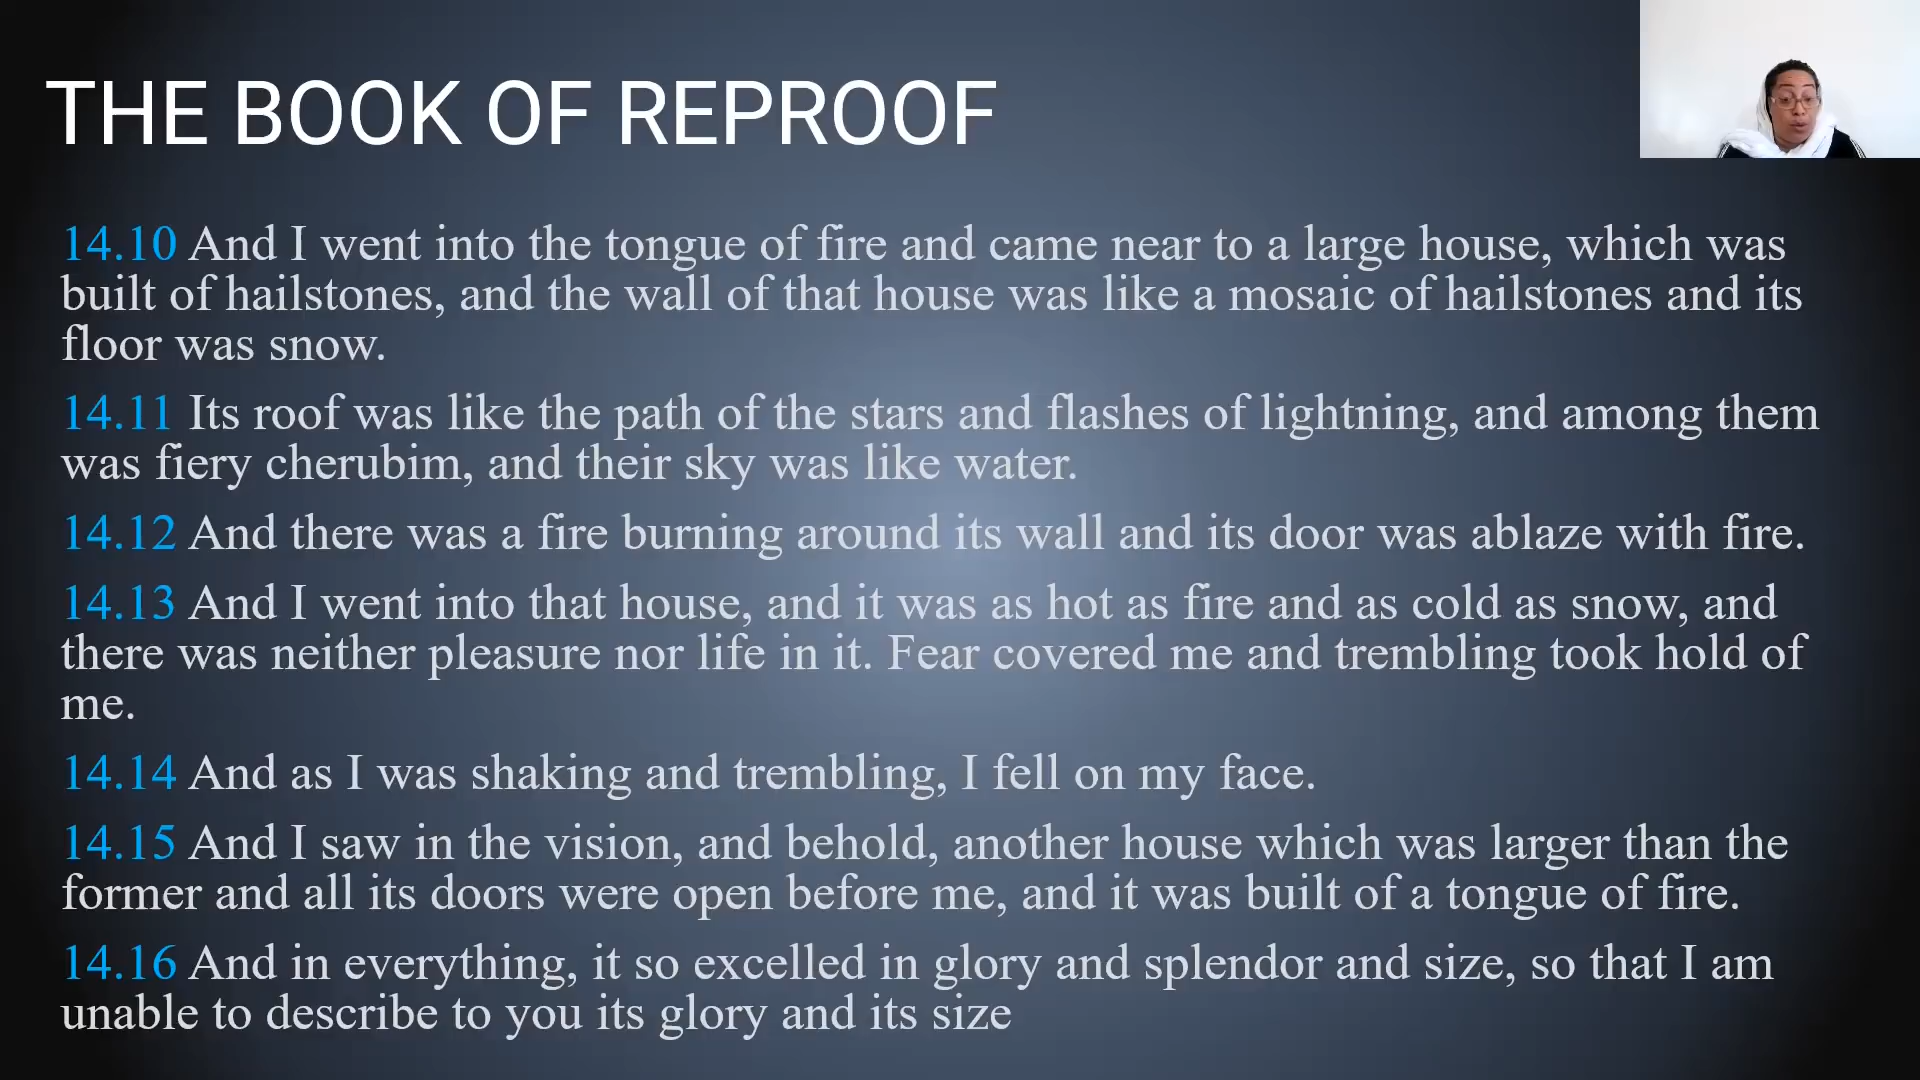 THE BOOK OF REPROOF
14.10 And I went into the tongue of fire and came near to a large house, which was
built of hailstones, and the wall of that house was like a mosaic of hailstones and its
floor was snow.
14.11 Its roof was like the path of the stars and flashes of lightning, and among them
was fiery cherubim, and their sky was like water.
14.12 And there was a fire burning around its wall and its door was ablaze with fire.
14.13 And I went into that house, and it was as hot as fire and as cold as snow, and
there was neither pleasure nor life in it. Fear covered me and trembling took hold of
me.
14.14 And as I was shaking and trembling, I fell on my face.
14.15 And I saw in the vision, and behold, another house which was larger than the
former and all its doors were open before me, and it was built of a tongue of fire.
14.16 And in everything, it so excelled in glory and splendor and size, so that I am
unable to describe to you its glory and its size